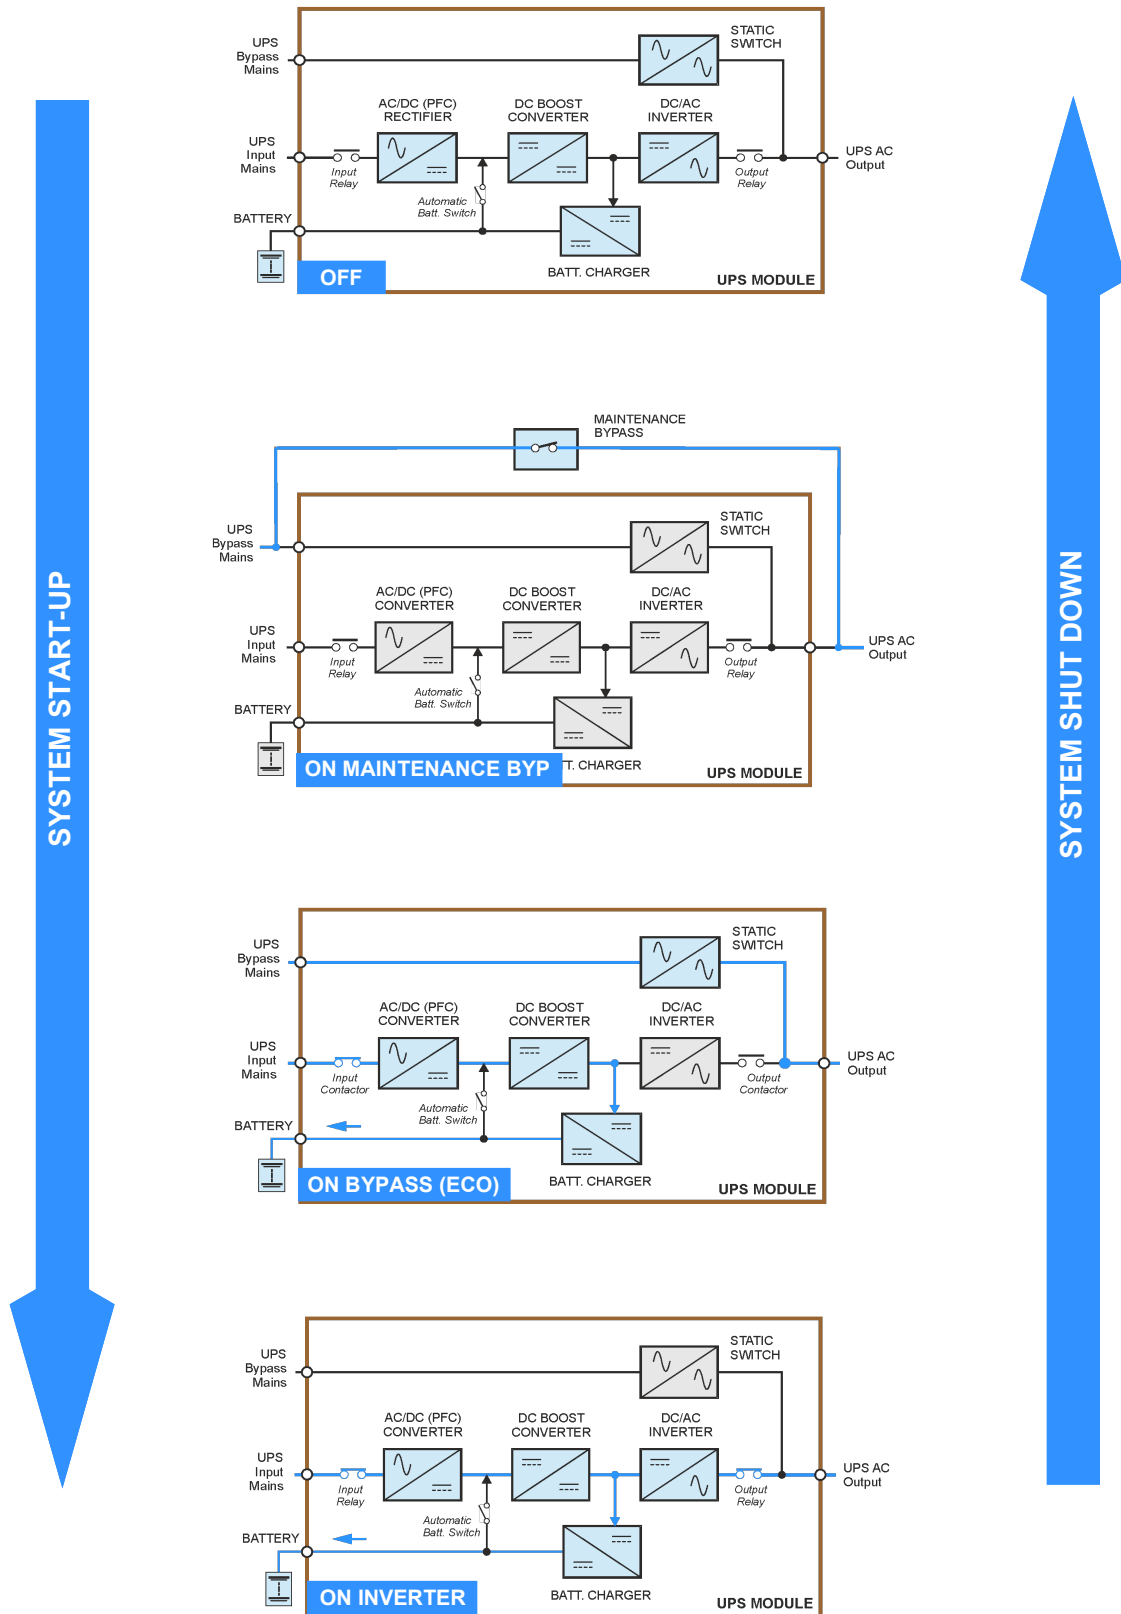 SYSTEM START-UP
SYSTEM SHUT DOWN
UPS
Bypass
Mains
STATIC
SWITCH
AC/DC (PFC)
RECTIFIER
DC BOOST
CONVERTER
DC/AC
INVERTER
UPS
Input
Mains
Input
Relay
Output
Relay
UPS AC
Output
Automatic
Batt. Switch
BATTERY
BATT. CHARGER
OFF
UPS MODULE
MAINTENANCE
BYPASS
UPS
Bypass
Mains
STATIC
SWITCH
AC/DC (PFC)
CONVERTER
DC BOOST
CONVERTER
DC/AC
INVERTER
UPS
Input
Mains
Input
Relay
Output
Relay
UPS AC
Output
Automatic
Batt. Switch
BATTERY
ON MAINTENANCE BYP
TT. CHARGER
UPS MODULE
UPS
Bypass
Mains
STATIC
SWITCH
AC/DC (PFC)
CONVERTER
DC BOOST
CONVERTER
DC/AC
INVERTER
UPS
Input
Mains
Input
Contactor
Output
Contactor
UPS AC
Output
Automatic
Batt. Switch
BATTERY
BATT. CHARGER
ON BYPASS (ECO)
UPS MODULE
UPS
Bypass
Mains
STATIC
SWITCH
AC/DC (PFC)
CONVERTER
DC BOOST
CONVERTER
DC/AC
INVERTER
UPS
Input
Mains
Input
Relay
Output
Relay
UPS AC
Output
Automatic
Batt. Switch
BATTERY
BATT. CHARGER
ON INVERTER
UPS MODULE